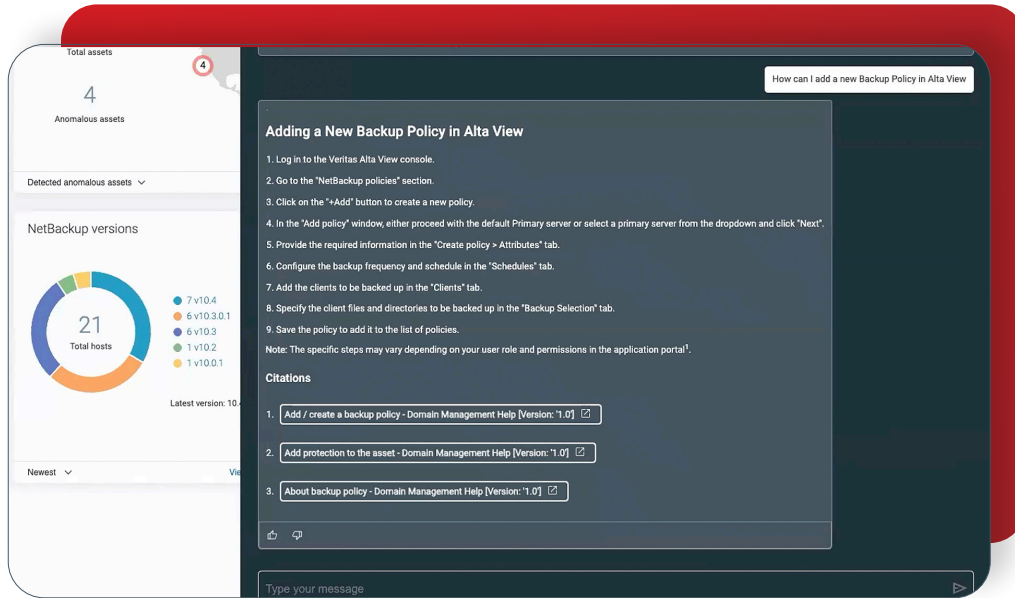 Total assets
4
4
Anomalous assets
Detected anomalous assets
NetBackup versions
21
Total hosts
7 v10.4
6 v10.3.0.1
6 v10.3
1 v10.2
1 v10.0.1
Latest version: 10.
Newest
How can I add a new Backup Policy in Alta View
Adding a New Backup Policy in Alta View
1. Log in to the Veritas Alta View console.
2. Go to the "NetBackup policies" section.
3. Click on the "+Add" button to create a new policy.
4. In the "Add policy" window, either proceed with the default Primary server or select a primary server from the dropdown and click "Next".
5. Provide the required information in the "Create policy > Attributes" tab.
6. Configure the backup frequency and schedule in the "Schedules" tab.
7. Add the clients to be backed up in the "Clients" tab.
8. Specify the client files and directories to be backed up in the "Backup Selection" tab.
9. Save the policy to add it to the list of policies.
Note: The specific steps may vary depending on your user role and permissions in the application portal1.
Citations
1. Add / create a backup policy - Domain Management Help [Version: '1.0']
2. Add protection to the asset - Domain Management Help [Version: '1.0']
3. About backup policy - Domain Management Help [Version: '1.0']
Type your message